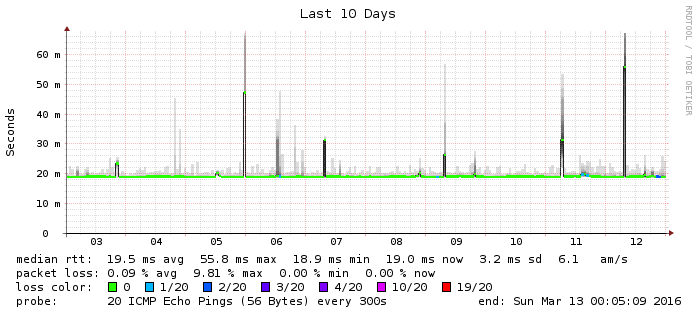 Last 10 Days
RRDTOOL / TOBI OETIKER
Seconds
60 m
50 m
40 m
30 m
20 m
10 m
0
03 04 05 06 07 08 09 10 11 12
median rtt: 19.5 ms avg 55.8 ms max 18.9 ms min 19.0 ms now 3.2 ms sd 6.1 am/s
packet loss: 0.09 % avg 9.81 % max 0.00 % min 0.00 % now
loss color: 0 1/20 2/20 3/20 4/20 10/20 19/20
probe: 20 ICMP Echo Pings (56 Bytes) every 300s end: Sun Mar 13 00:05:09 2016